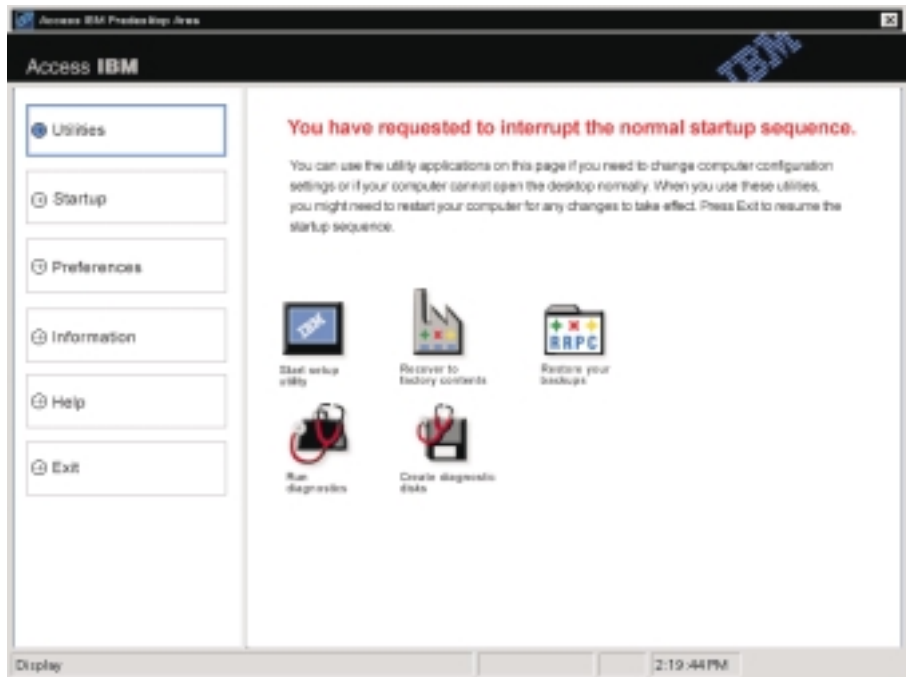 Access IBM Predesktop Area
Access IBM
IBM
Utilities
Startup
Preferences
Information
Help
Exit
You have requested to interrupt the normal startup sequence.
You can use the utility applications on this page if you need to change computer configuration
settings or if your computer cannot open the desktop normally. When you use these utilities,
you might need to restart your computer for any changes to take effect. Press Exit to resume the
startup sequence.
IBM
Start setup
utility
Recover to
factory contents
RRPC
Restore your
backups
Run
diagnostics
Create diagnostic
disks
Display
2:19:44 PM